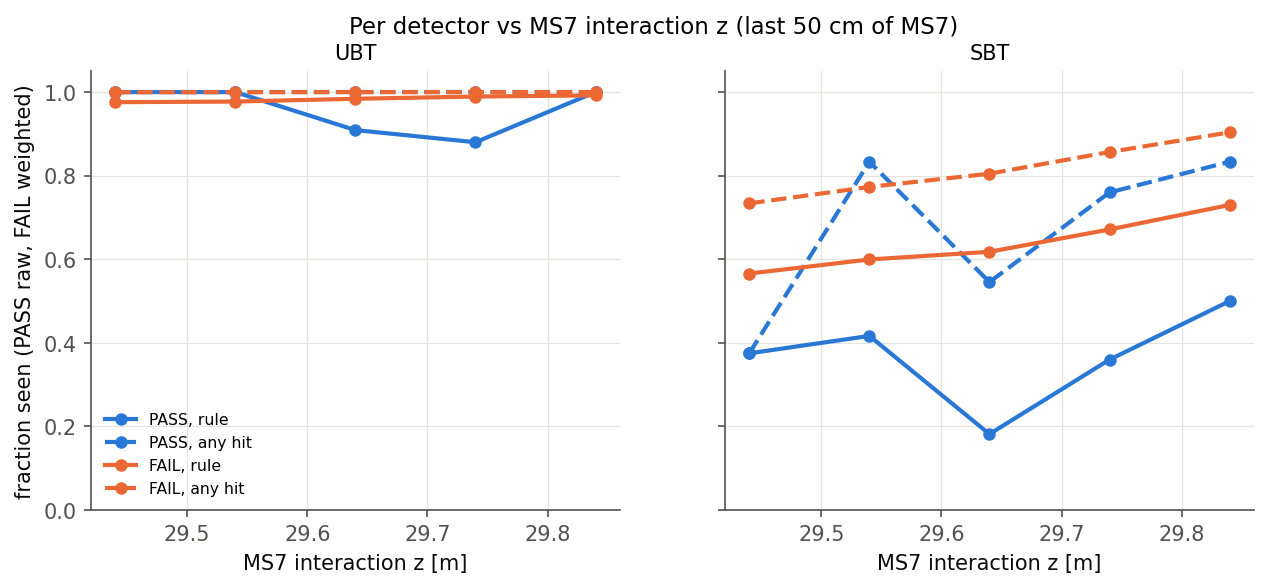 Per detector vs MS7 interaction z (last 50 cm of MS7)
UBT
SBT
fraction seen (PASS raw, FAIL weighted)
1.0
0.8
0.6
0.4
0.2
0.0
PASS, rule
PASS, any hit
FAIL, rule
FAIL, any hit
29.5 29.6 29.7 29.8
29.5 29.6 29.7 29.8
MS7 interaction z [m]
MS7 interaction z [m]